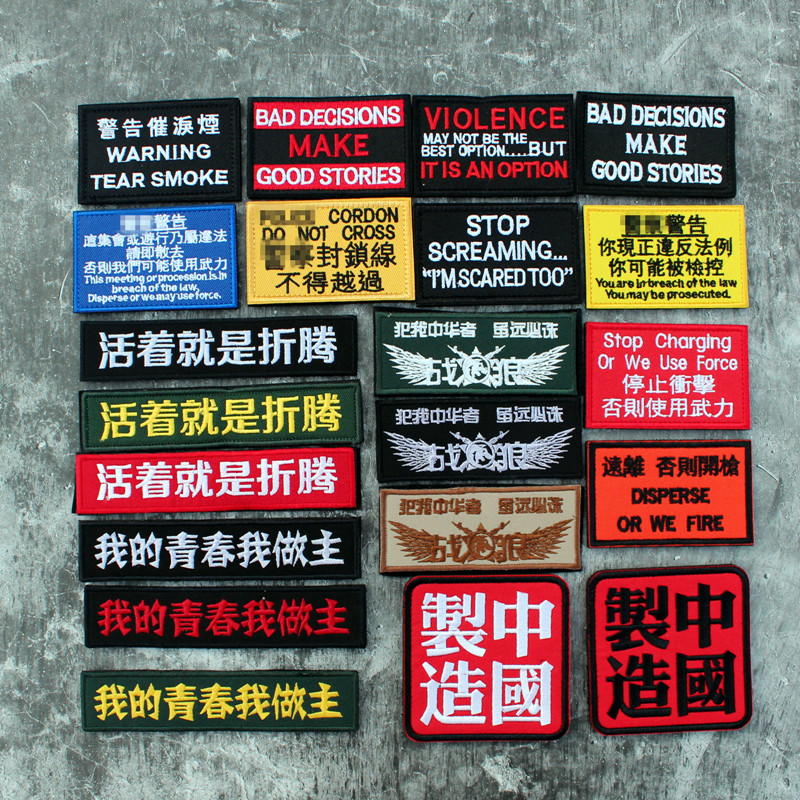 警告催淚煙
WARNING
TEAR SMOKE
BAD DECISIONS
MAKE
GOOD STORIES
VIOLENCE
MAY NOT BE THE
BEST OPTION.....BUT
IT IS AN OPTION
BAD DECISIONS
MAKE
GOOD STORIES
警告
這集會或遊行乃屬違法
請即散去
否則我們可能使用武力
This meeting or procession is in
breach of the law,
Disperse or we may use force.
CORDON
DO NOT CROSS
封鎖線
不得越過
STOP
SCREAMING...
"I'M SCARED TOO"
警告
你現正違反法例
你可能被檢控
You are in breach of the law
You may be prosecuted.
活着就是折腾
活着就是折腾
活着就是折腾
我的青春我做主
我的青春我做主
我的青春我做主
犯我中华者 虽远必诛
战狼
犯我中华者 虽远必诛
战狼
犯我中华者 虽远必诛
战狼
Stop Charging
Or We Use Force
停止衝擊
否則使用武力
遠離 否則開槍
DISPERSE
OR WE FIRE
中國
製造
中國
製造